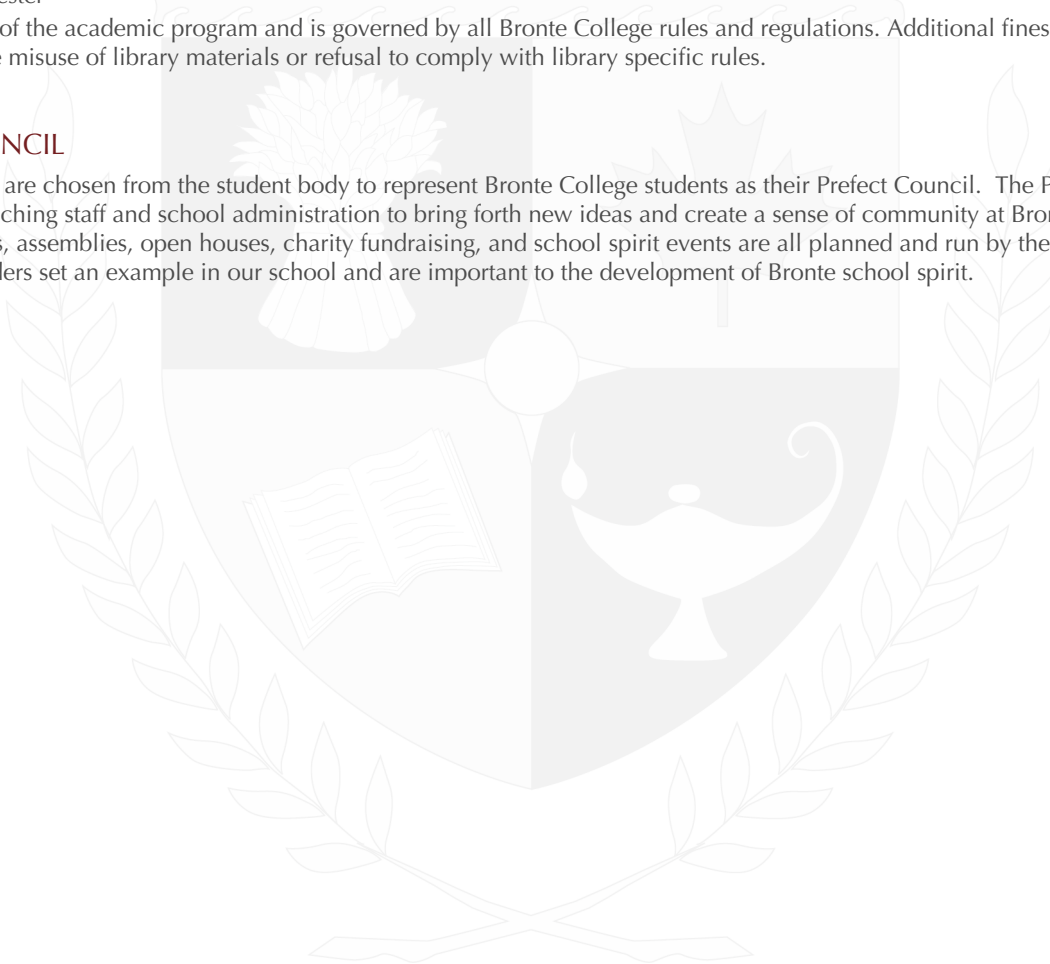 of the academic program and is governed by all Bronte College rules and regulations. Additional fines
misuse of library materials or refusal to comply with library specific rules.
NCIL
are chosen from the student body to represent Bronte College students as their Prefect Council. The P
ching staff and school administration to bring forth new ideas and create a sense of community at Bron
s, assemblies, open houses, charity fundraising, and school spirit events are all planned and run by the
ders set an example in our school and are important to the development of Bronte school spirit.